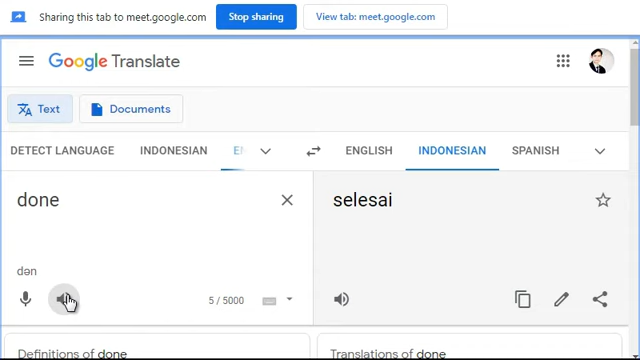 Sharing this tab to meet.google.com Stop sharing View tab: meet.google.com
Google Translate
Text Documents
DETECT LANGUAGE INDONESIAN EN ENGLISH INDONESIAN SPANISH
done selesai
dən
5 / 5000
Definitions of done Translations of done